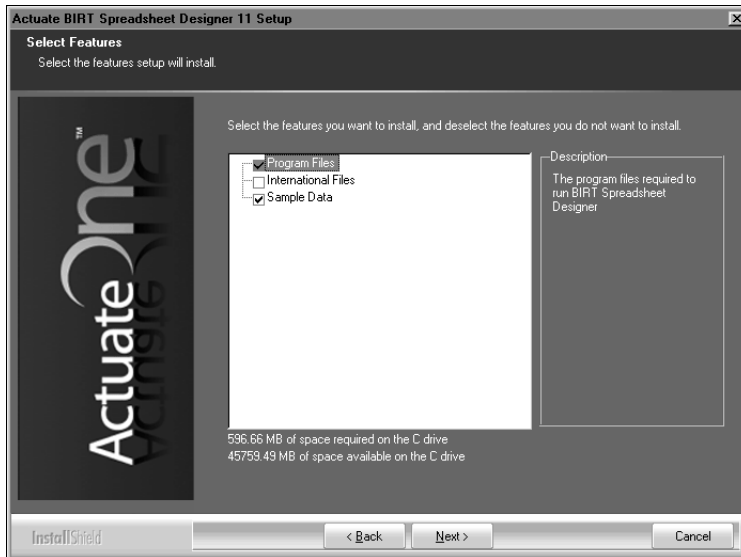 Actuate BIRT Spreadsheet Designer 11 Setup
Select Features
Select the features setup will install.
Select the features you want to install, and deselect the features you do not want to install.
Program Files
International Files
Sample Data
Description
The program files required to
run BIRT Spreadsheet
Designer
ActuateOne™
596.66 MB of space required on the C drive
45759.49 MB of space available on the C drive
InstallShield
< Back
Next >
Cancel